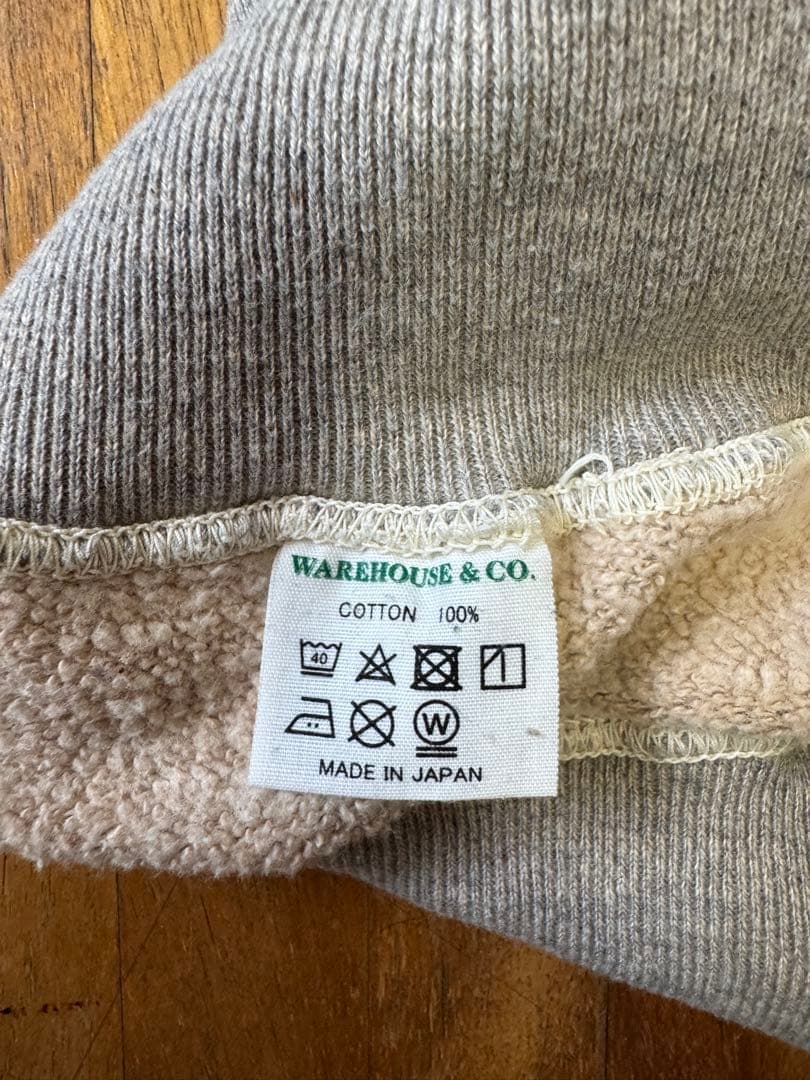 WAREHOUSE & CO.
COTTON 100%
40
W
MADE IN JAPAN